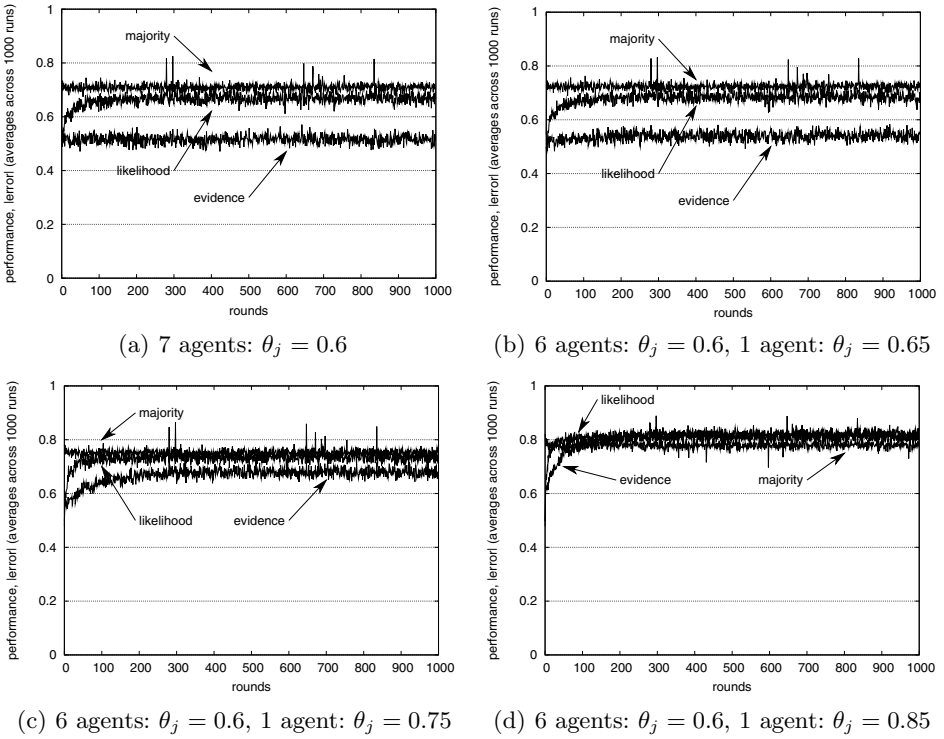 performance, |error| (averages across 1000 runs)
1
0.8
0.6
0.4
0.2
0
majority
likelihood
evidence
0 100 200 300 400 500 600 700 800 900 1000
rounds
(a) 7 agents: θj = 0.6
performance, |error| (averages across 1000 runs)
1
0.8
0.6
0.4
0.2
0
majority
likelihood
evidence
0 100 200 300 400 500 600 700 800 900 1000
rounds
(b) 6 agents: θj = 0.6, 1 agent: θj = 0.65
performance, |error| (averages across 1000 runs)
1
0.8
0.6
0.4
0.2
0
majority
likelihood
evidence
0 100 200 300 400 500 600 700 800 900 1000
rounds
(c) 6 agents: θj = 0.6, 1 agent: θj = 0.75
performance, |error| (averages across 1000 runs)
1
0.8
0.6
0.4
0.2
0
likelihood
evidence
majority
0 100 200 300 400 500 600 700 800 900 1000
rounds
(d) 6 agents: θj = 0.6, 1 agent: θj = 0.85